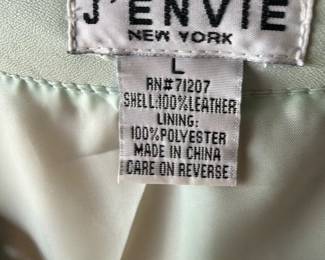 J'ENVIE
NEW YORK
L
RN#71207
SHELL:100%LEATHER
LINING:
100%POLYESTER
MADE IN CHINA
CARE ON REVERSE